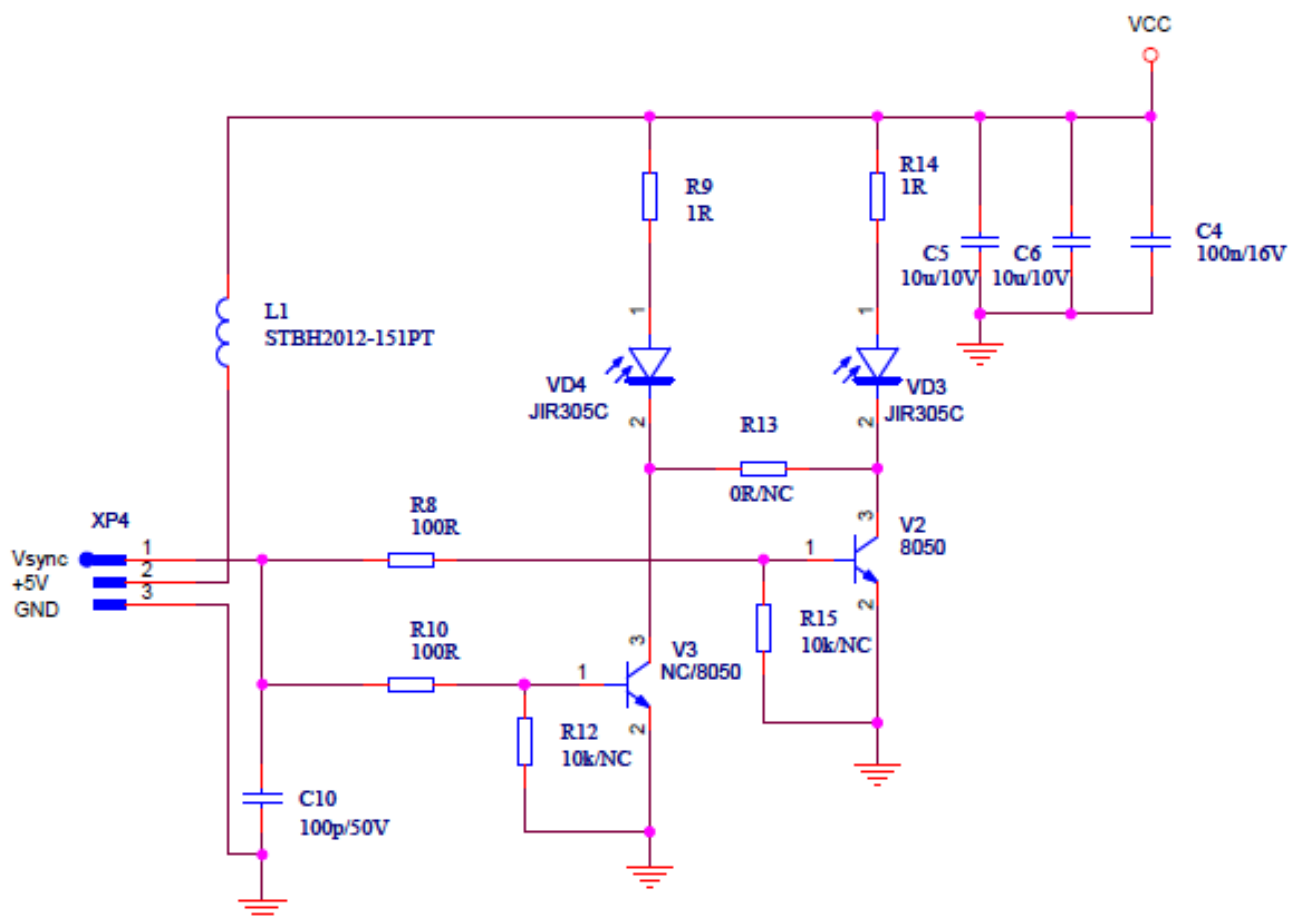 VCC
R9
1R
R14
1R
C5
10u/10V
C6
10u/10V
C4
100n/16V
L1
STBH2012-151PT
1
1
VD4
JIR305C
VD3
JIR305C
2
2
R13
0R/NC
R8
100R
XP4
Vsync
+5V
GND
1
2
3
3
V2
8050
1
2
R10
100R
R15
10k/NC
3
V3
NC/8050
1
2
R12
10k/NC
C10
100p/50V